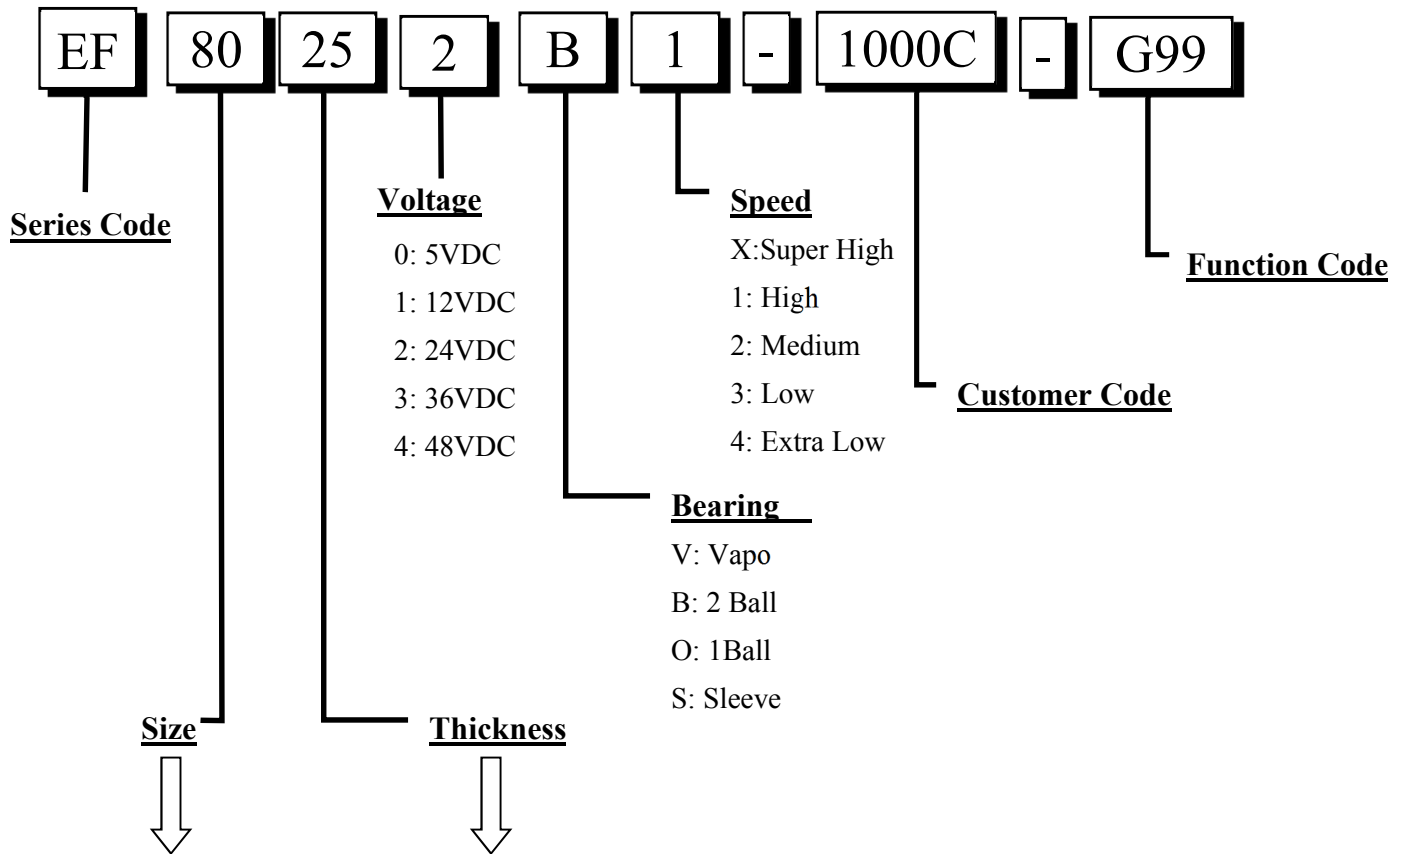 EF 80 25 2 B 1 - 1000C - G99
Series Code
Voltage
0: 5VDC
1: 12VDC
2: 24VDC
3: 36VDC
4: 48VDC
Speed
X:Super High
1: High
2: Medium
3: Low
4: Extra Low
Function Code
Customer Code
Bearing
V: Vapo
B: 2 Ball
O: 1Ball
S: Sleeve
Size
Thickness